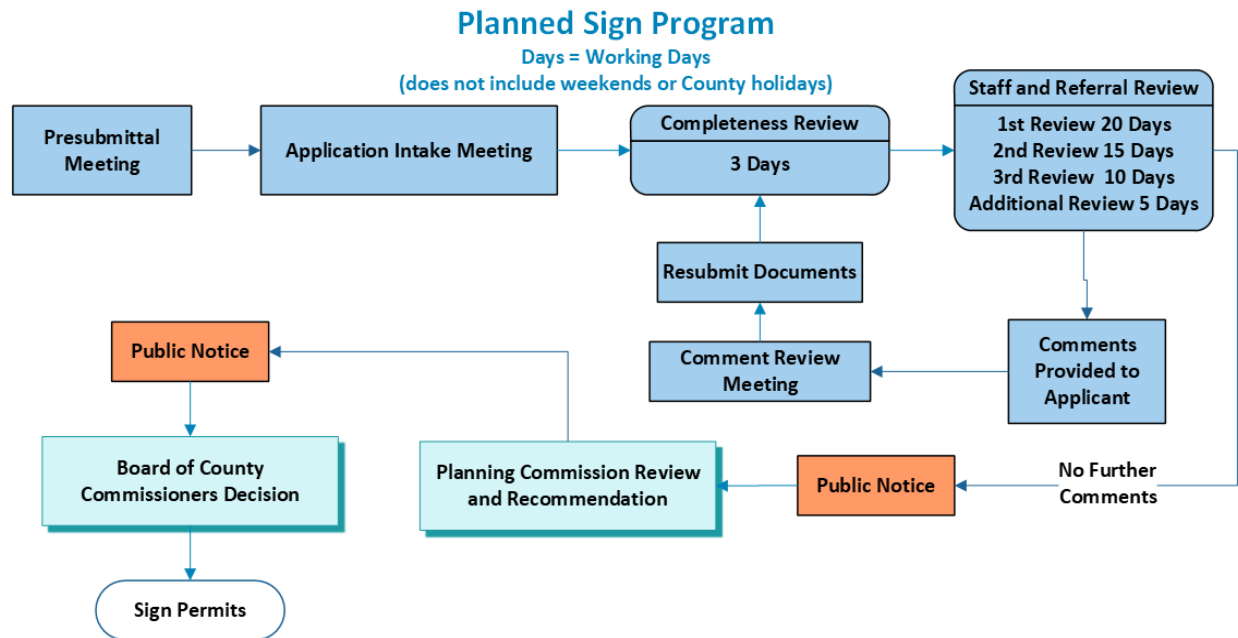 Planned Sign Program
Days = Working Days
(does not include weekends or County holidays)
Presubmittal
Meeting
Application Intake Meeting
Completeness Review
3 Days
Staff and Referral Review
1st Review 20 Days
2nd Review 15 Days
3rd Review 10 Days
Additional Review 5 Days
Resubmit Documents
Comment Review
Meeting
Comments
Provided to
Applicant
No Further
Comments
Public Notice
Planning Commission Review
and Recommendation
Public Notice
Board of County
Commissioners Decision
Sign Permits